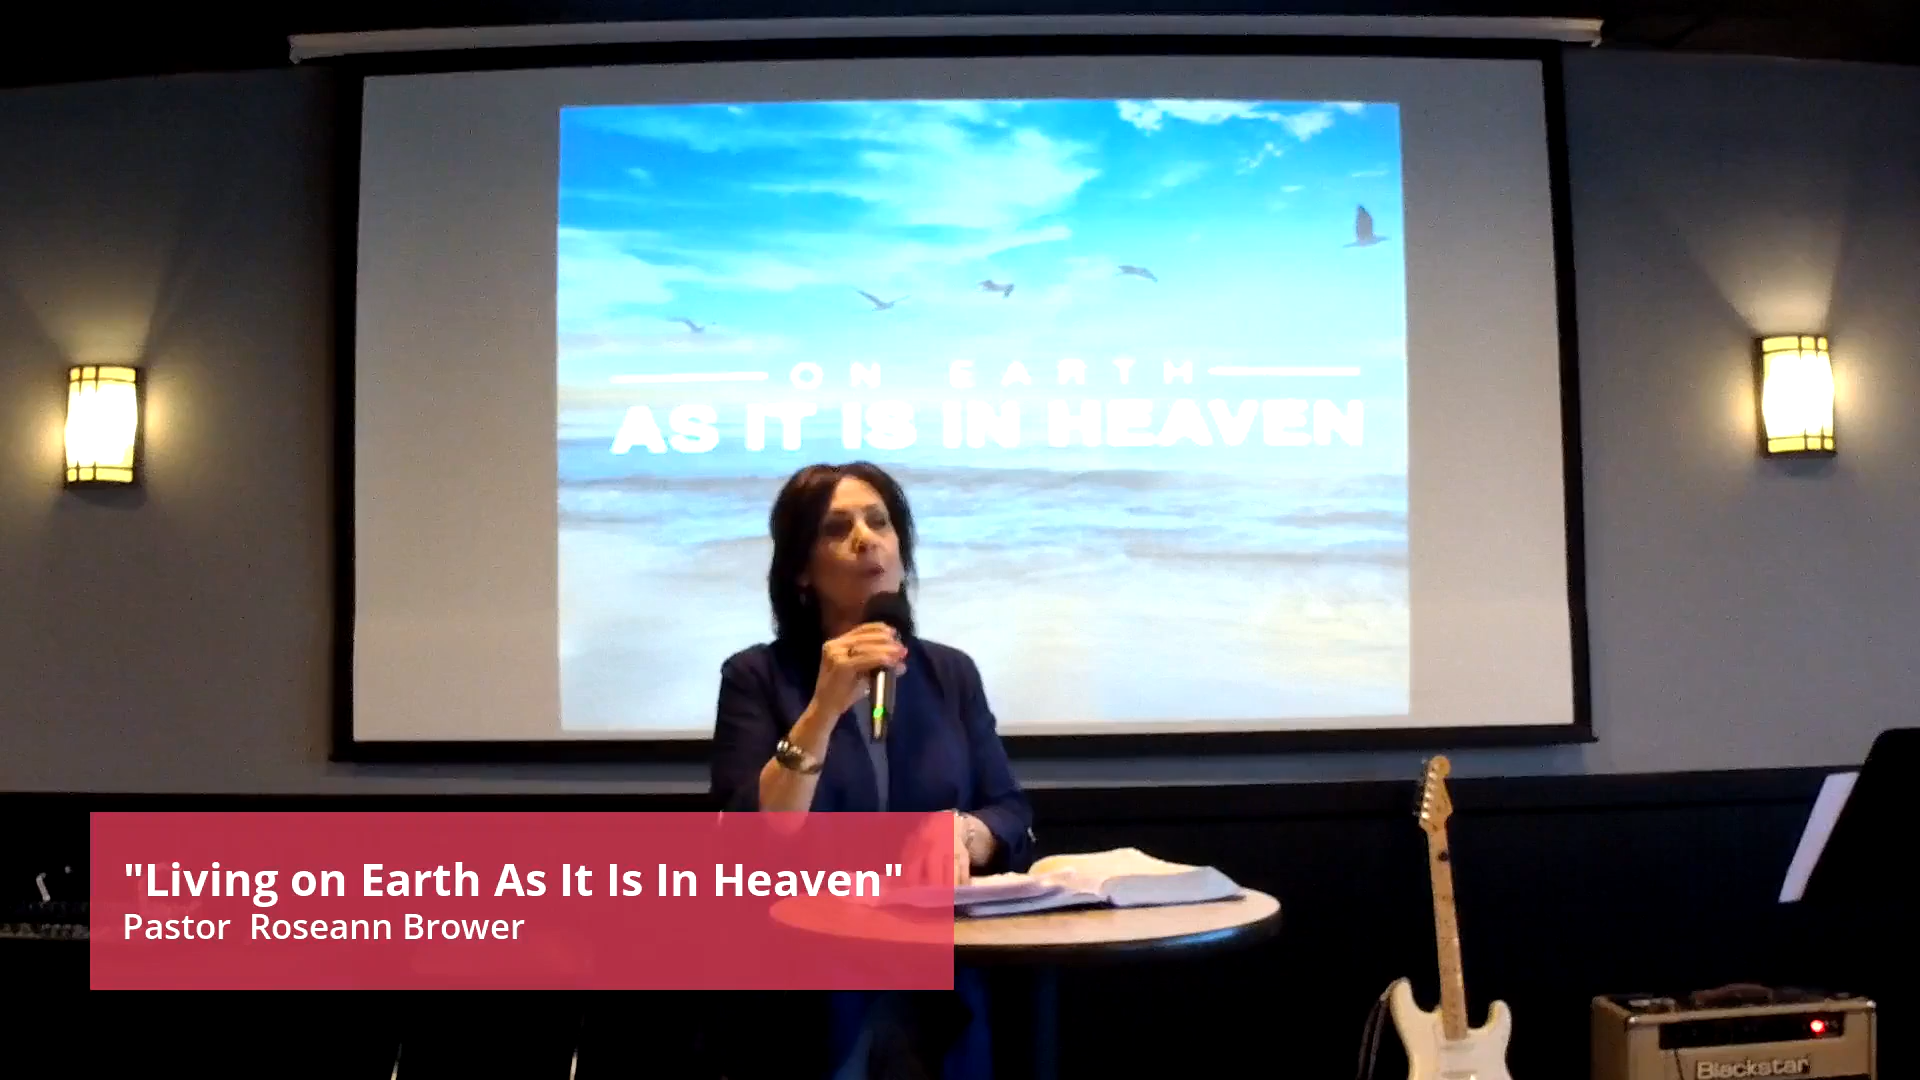 ON EARTH
AS IT IS IN HEAVEN
"Living on Earth As It Is In Heaven"
Pastor Roseann Brower
Blackstar